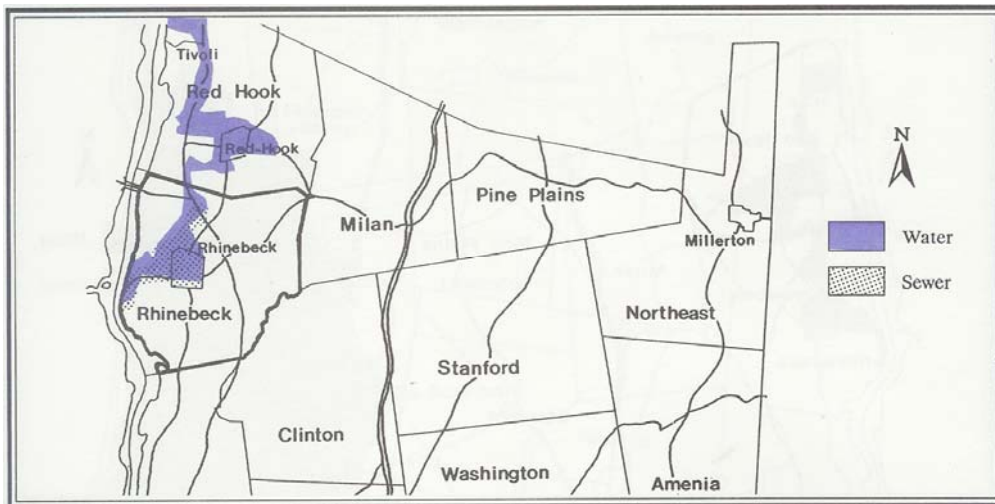 Tivoli
Red Hook
Red-Hook
N
Pine Plains
Milan
Millerton
Water
Rhinebeck
Sewer
Rhinebeck
Northeast
Stanford
Clinton
Washington
Amenia